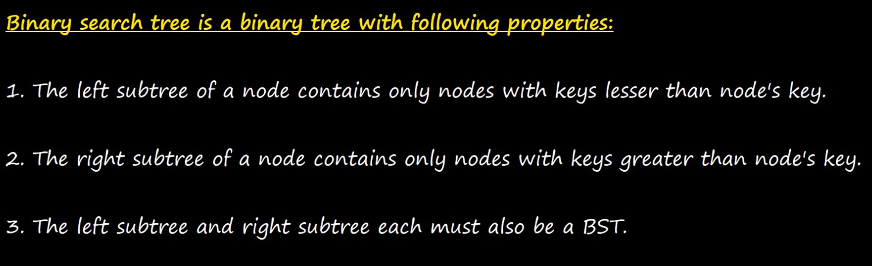 Binary search tree is a binary tree with following properties:
1. The left subtree of a node contains only nodes with keys lesser than node's key.
2. The right subtree of a node contains only nodes with keys greater than node's key.
3. The left subtree and right subtree each must also be a BST.